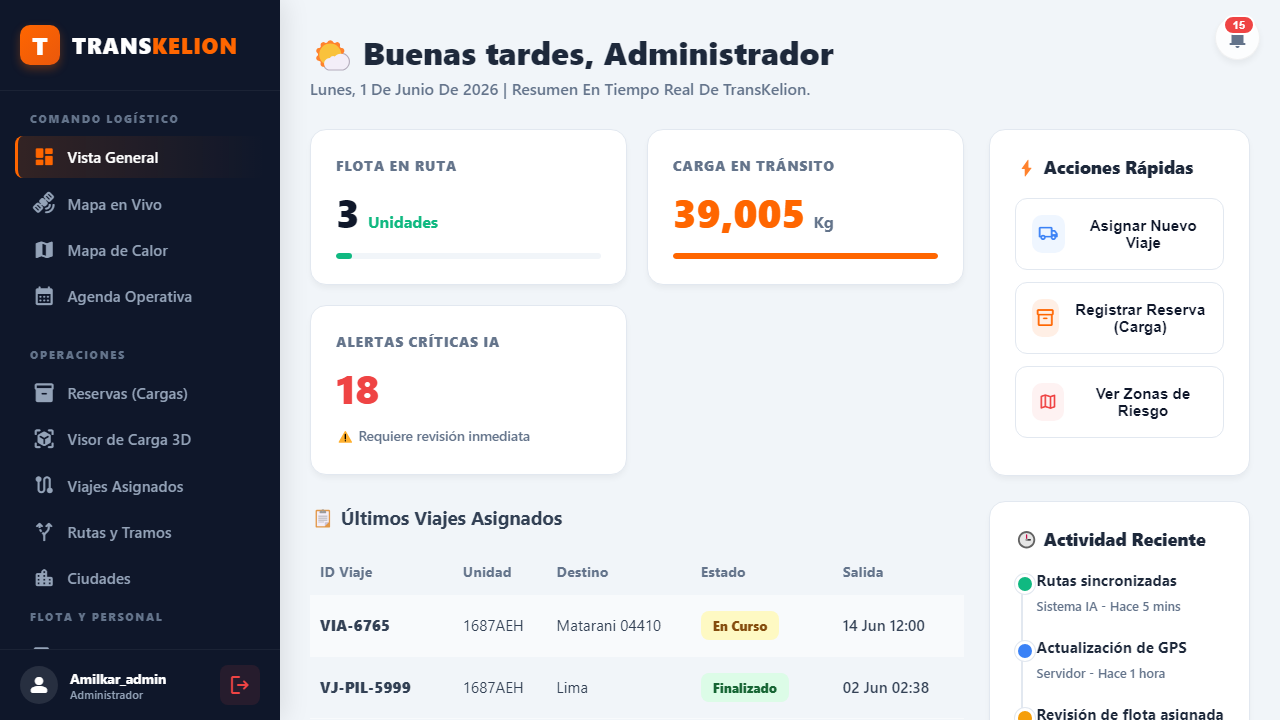 T TRANSKELION
COMANDO LOGÍSTICO
Vista General
Mapa en Vivo
Mapa de Calor
Agenda Operativa
OPERACIONES
Reservas (Cargas)
Visor de Carga 3D
Viajes Asignados
Rutas y Tramos
Ciudades
FLOTA Y PERSONAL
Amilkar_admin
Administrador
15
Buenas tardes, Administrador
Lunes, 1 De Junio De 2026 | Resumen En Tiempo Real De TransKelion.
FLOTA EN RUTA
3 Unidades
CARGA EN TRÁNSITO
39,005 Kg
ALERTAS CRÍTICAS IA
18
Requiere revisión inmediata
Últimos Viajes Asignados
ID Viaje Unidad Destino Estado Salida
VIA-6765 1687AEH Matarani 04410 En Curso 14 Jun 12:00
VJ-PIL-5999 1687AEH Lima Finalizado 02 Jun 02:38
Acciones Rápidas
Asignar Nuevo
Viaje
Registrar Reserva
(Carga)
Ver Zonas de
Riesgo
Actividad Reciente
Rutas sincronizadas
Sistema IA - Hace 5 mins
Actualización de GPS
Servidor - Hace 1 hora
Revisión de flota asignada